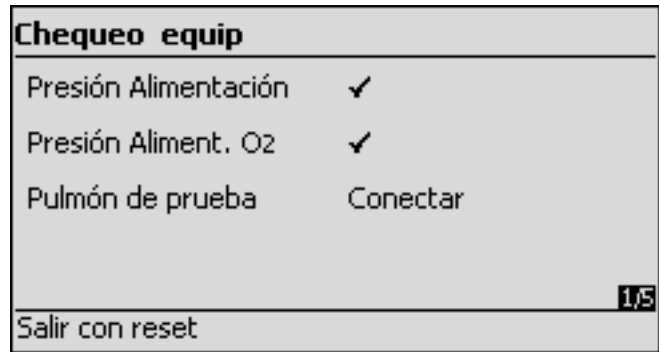 Chequeo equip
Presión Alimentación ✓
Presión Aliment. O2 ✓
Pulmón de prueba Conectar
1/5
Salir con reset